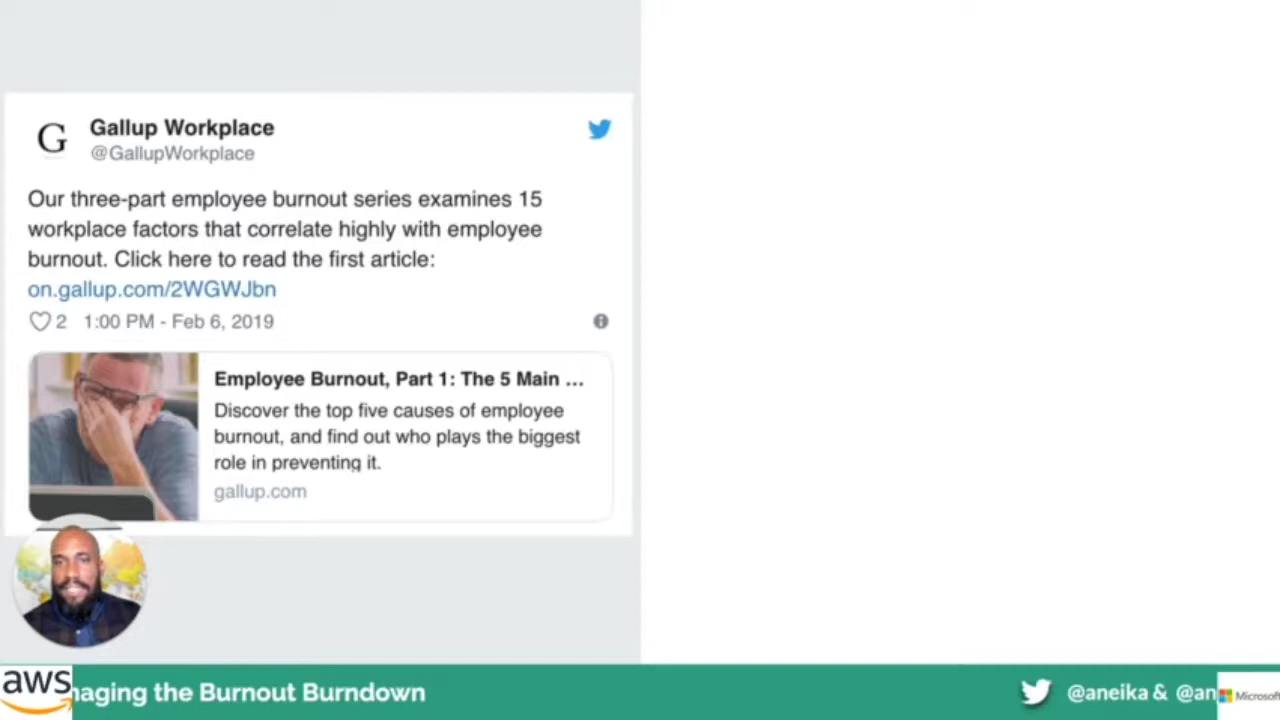 Gallup Workplace
@GallupWorkplace
Our three-part employee burnout series examines 15
workplace factors that correlate highly with employee
burnout. Click here to read the first article:
on.gallup.com/2WGWJbn
2 1:00 PM - Feb 6, 2019
Employee Burnout, Part 1: The 5 Main ...
Discover the top five causes of employee
burnout, and find out who plays the biggest
role in preventing it.
gallup.com
aws
naging the Burnout Burndown
@aneika & @an
Microsoft